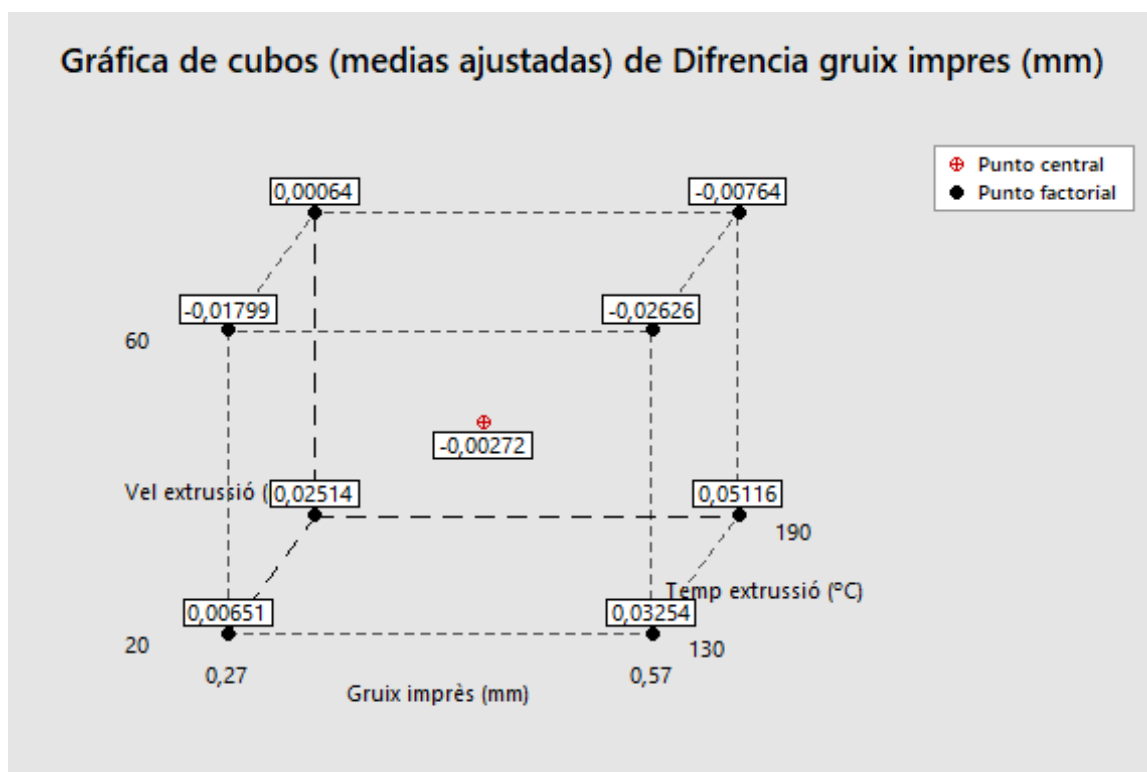 Gráfica de cubos (medias ajustadas) de Difrencia gruix impres (mm)
Punto central
Punto factorial
0,00064
-0,00764
-0,01799
-0,02626
60
-0,00272
Vel extrussió (
0,02514
0,05116
190
Temp extrussió (ºC)
0,00651
0,03254
20
130
0,27
0,57
Gruix imprès (mm)